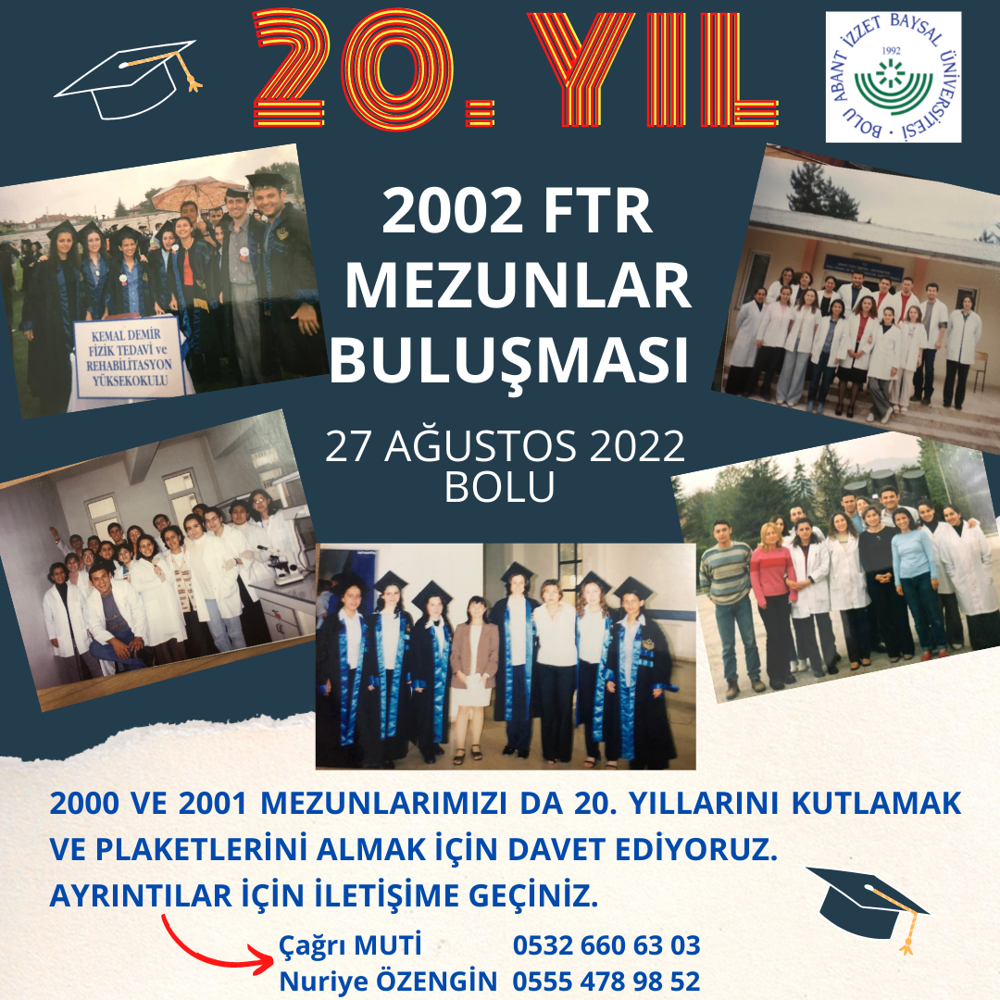 20. YIL
BOLU ABANT İZZET BAYSAL ÜNİVERSİTESİ
1992
2002 FTR
MEZUNLAR
BULUŞMASI
27 AĞUSTOS 2022
BOLU
KEMAL DEMİR
FİZİK TEDAVİ ve
REHABİLİTASYON
YÜKSEKOKULU
2000 VE 2001 MEZUNLARIMIZI DA 20. YILLARINI KUTLAMAK
VE PLAKETLERİNİ ALMAK İÇİN DAVET EDİYORUZ.
AYRINTILAR İÇİN İLETİŞİME GEÇİNİZ.
Çağrı MUTİ 0532 660 63 03
Nuriye ÖZENGİN 0555 478 98 52